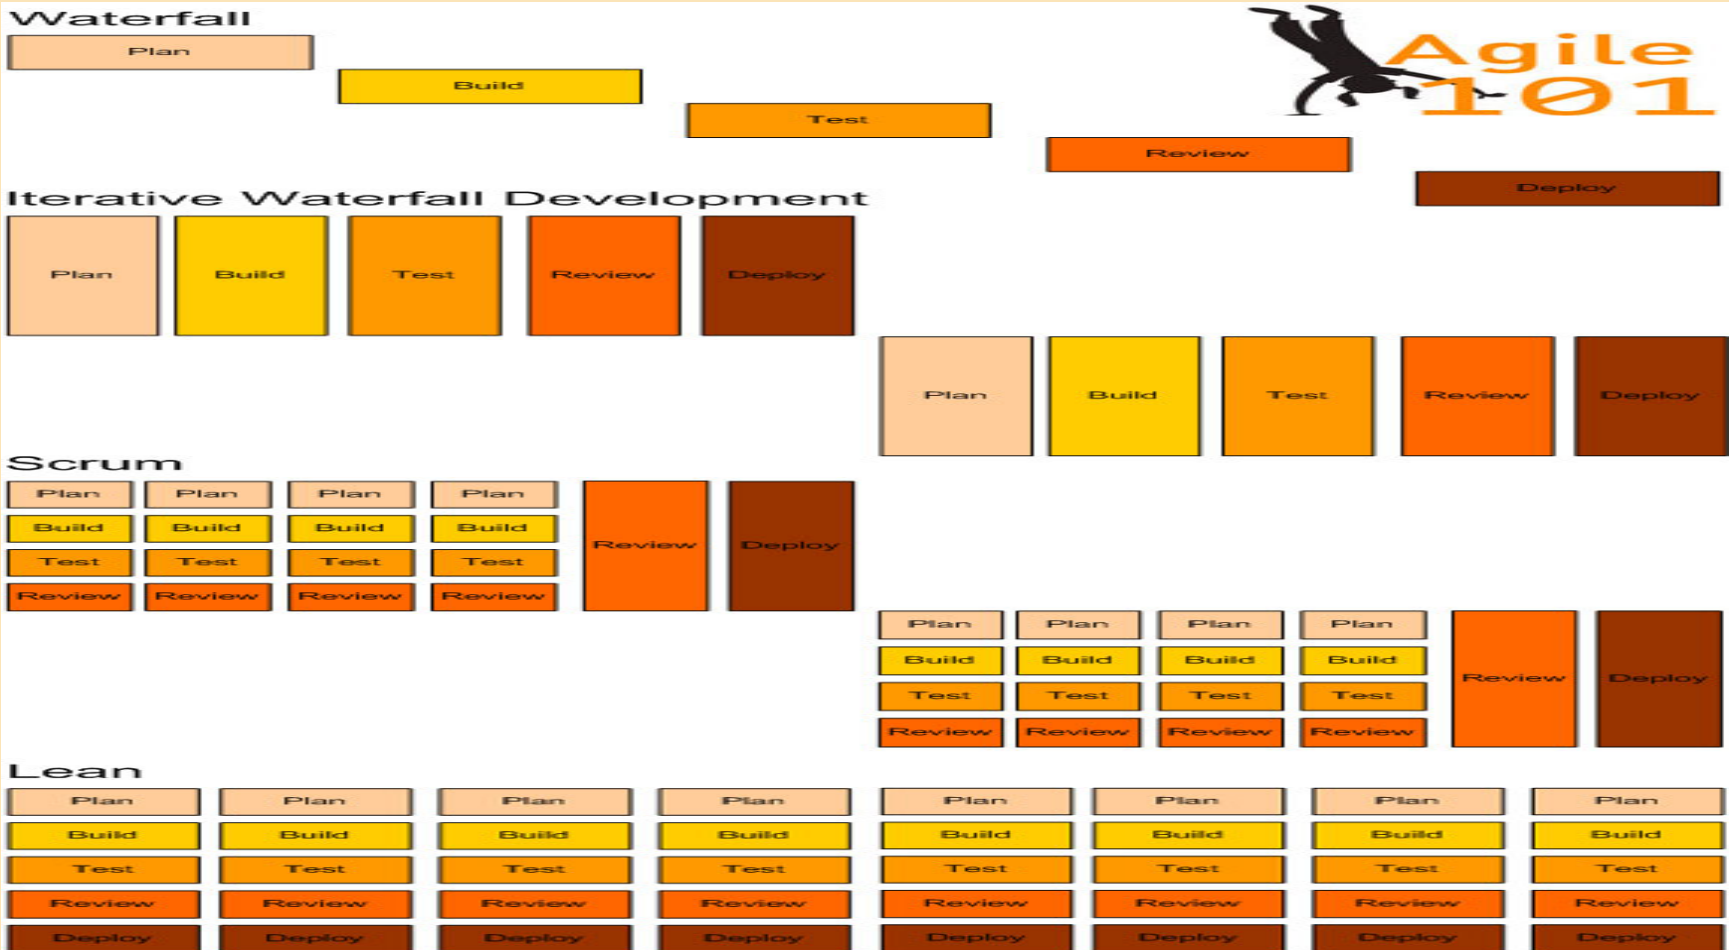 Waterfall
Agile
101
Plan
Build
Test
Review
Deploy
Iterative Waterfall Development
Plan Build Test Review Deploy
Plan Build Test Review Deploy
Scrum
Plan Plan Plan Plan
Build Build Build Build
Review Deploy
Test Test Test Test
Review Review Review Review
Plan Plan Plan Plan
Build Build Build Build
Review Deploy
Test Test Test Test
Review Review Review Review
Lean
Plan Plan Plan Plan Plan Plan Plan Plan
Build Build Build Build Build Build Build Build
Test Test Test Test Test Test Test Test
Review Review Review Review Review Review Review Review
Deploy Deploy Deploy Deploy Deploy Deploy Deploy Deploy